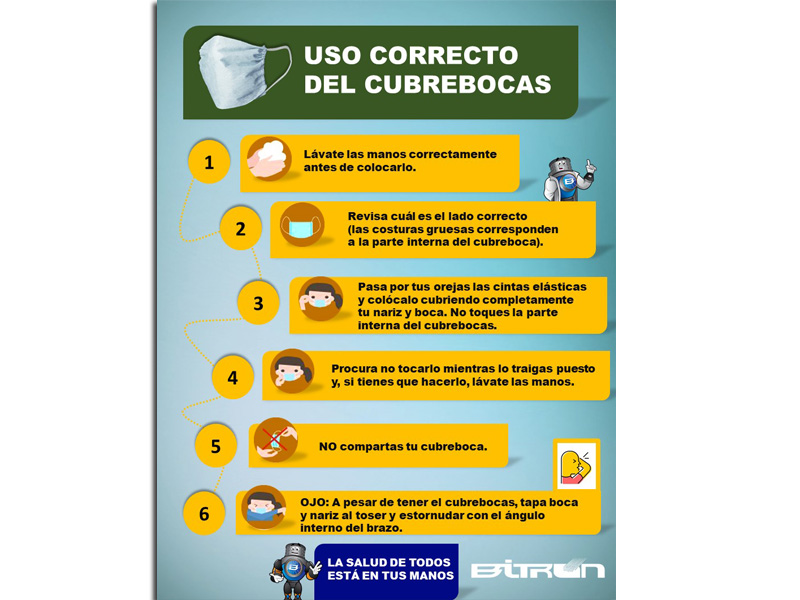 USO CORRECTO
DEL CUBREBOCAS
1
Lávate las manos correctamente
antes de colocarlo.
2
Revisa cuál es el lado correcto
(las costuras gruesas corresponden
a la parte interna del cubreboca).
3
Pasa por tus orejas las cintas elásticas
y colócalo cubriendo completamente
tu nariz y boca. No toques la parte
interna del cubrebocas.
4
Procura no tocarlo mientras lo traigas puesto
y, si tienes que hacerlo, lávate las manos.
5
NO compartas tu cubreboca.
6
OJO: A pesar de tener el cubrebocas, tapa boca
y nariz al toser y estornudar con el ángulo
interno del brazo.
LA SALUD DE TODOS
ESTÁ EN TUS MANOS
BITRON